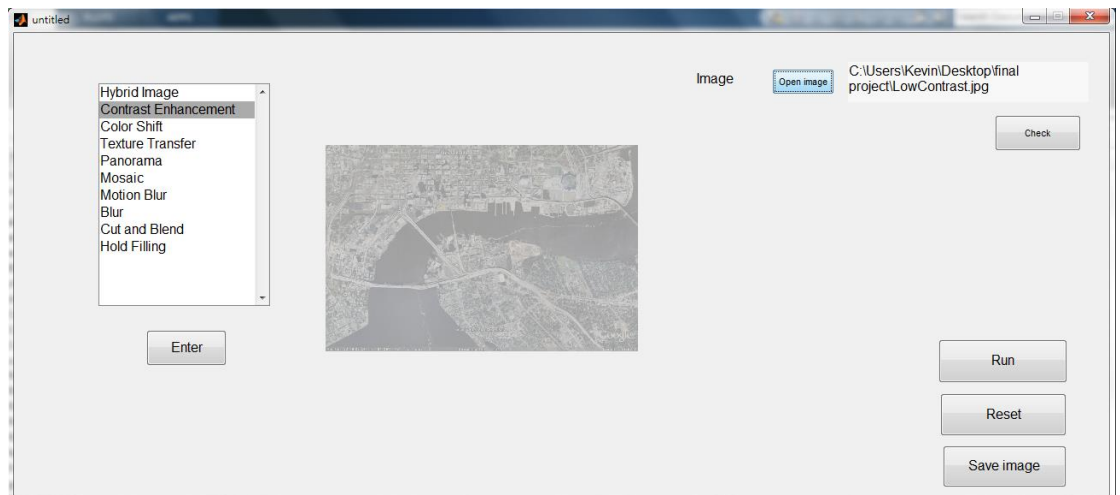 untitled
Hybrid Image
Contrast Enhancement
Color Shift
Texture Transfer
Panorama
Mosaic
Motion Blur
Blur
Cut and Blend
Hold Filling
Enter
Image
Open image
C:\Users\Kevin\Desktop\final
project\LowContrast.jpg
Check
Google
Run
Reset
Save image